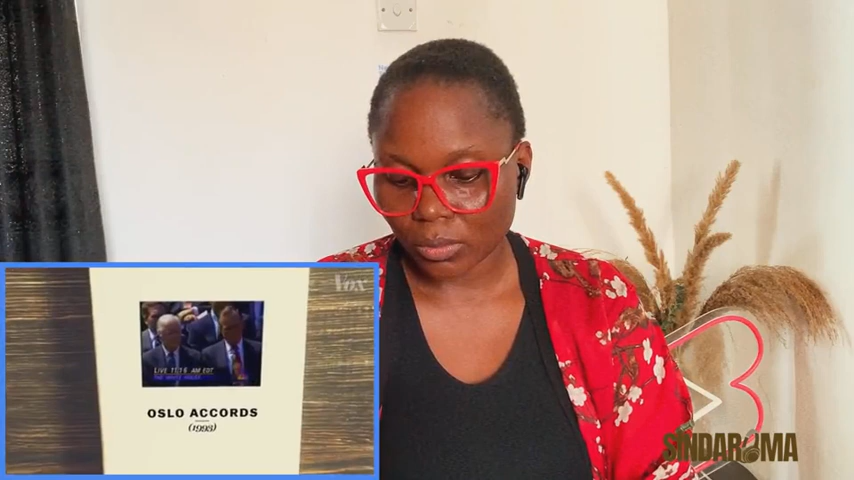 Vox
LIVE 11:15 AM EDT
THE WHITE HOUSE
OSLO ACCORDS
(1993)
SINDAROMA